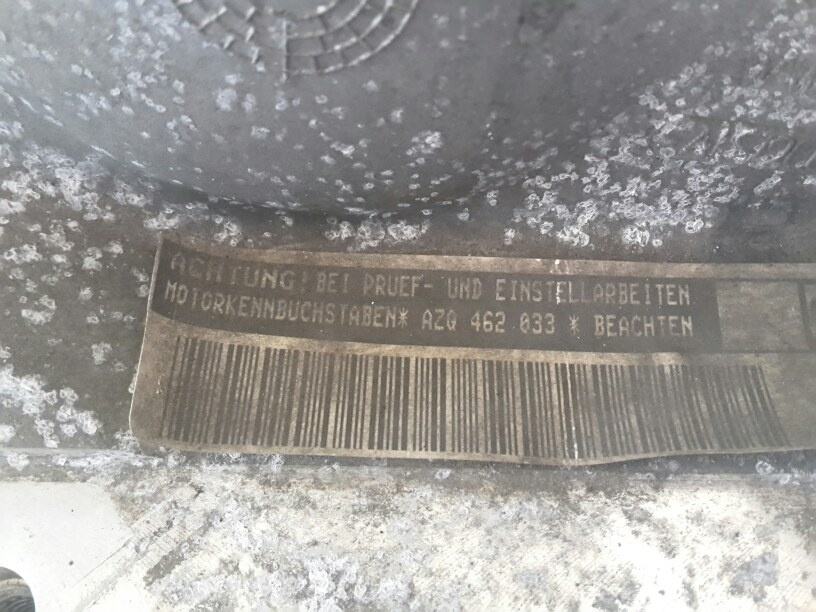 ACHTUNG! BEI PRUEF- UND EINSTELLARBEITEN
MOTORKENNBUCHSTABEN* AZQ 462 033 * BEACHTEN